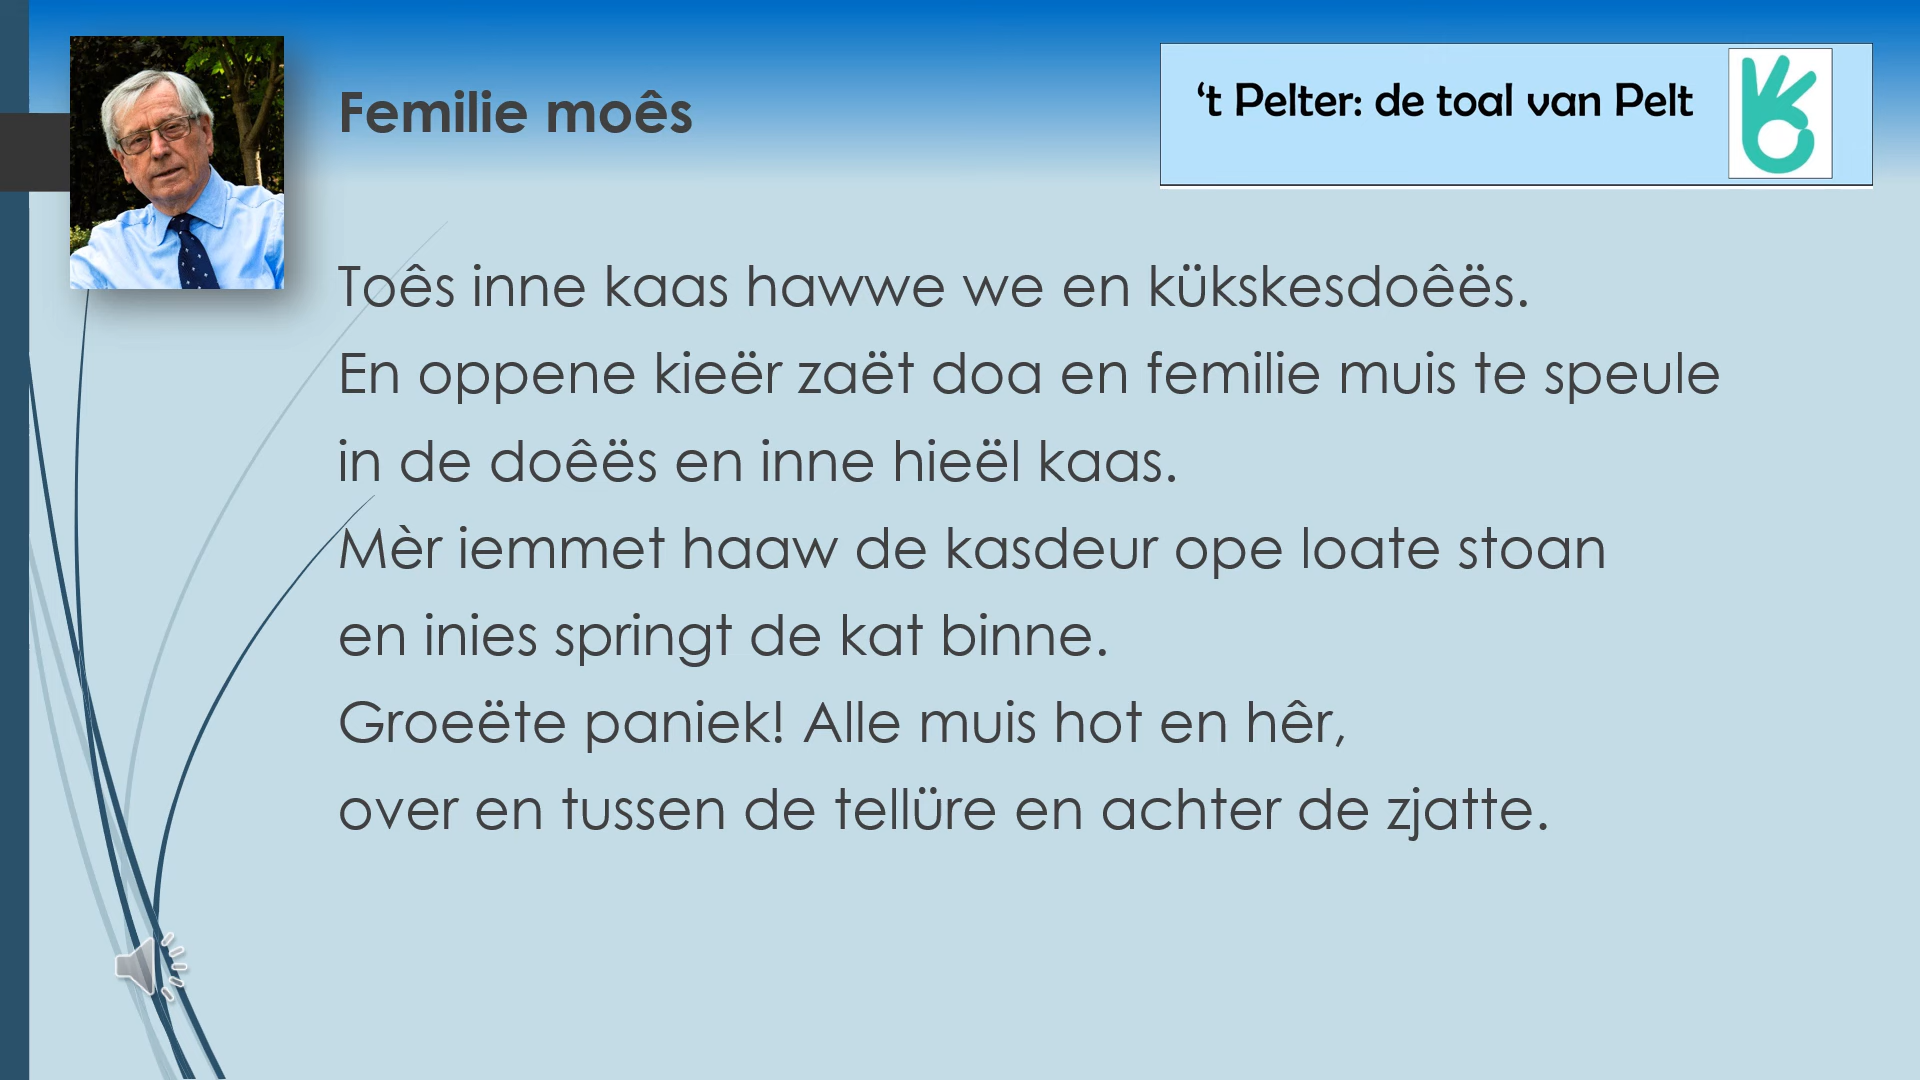 Femilie moês
‘t Pelter: de toal van Pelt
Toês inne kaas hawwe we en kükskesdoêës.
En oppene kieër zaët doa en femilie muis te speule
in de doêës en inne hieël kaas.
Mèr iemmet haaw de kasdeur ope loate stoan
en inies springt de kat binne.
Groeëte paniek! Alle muis hot en hêr,
over en tussen de tellüre en achter de zjatte.